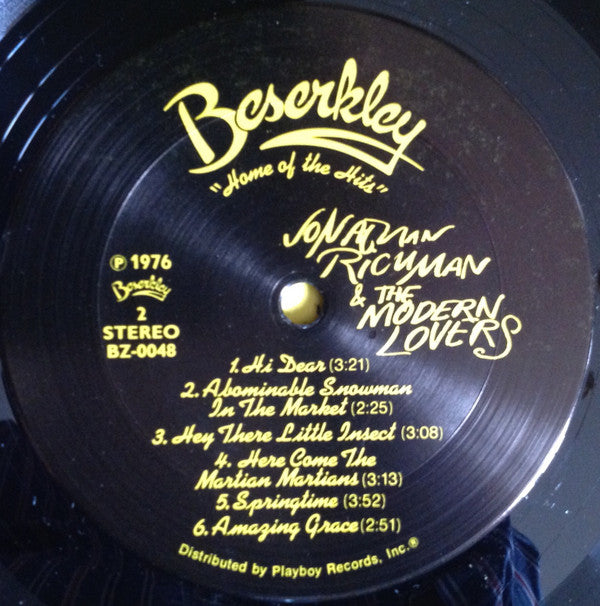 Beserkley
"Home of the Hits"
JONATHAN
RICHMAN
& THE
MODERN
LOVERS
℗ 1976
Beserkley
2
STEREO
BZ-0048
1. Hi Dear (3:21)
2. Abominable Snowman
In The Market (2:25)
3. Hey There Little Insect (3:08)
4. Here Come The
Martian Martians (3:13)
5. Springtime (3:52)
6. Amazing Grace (2:51)
Distributed by Playboy Records, Inc.®